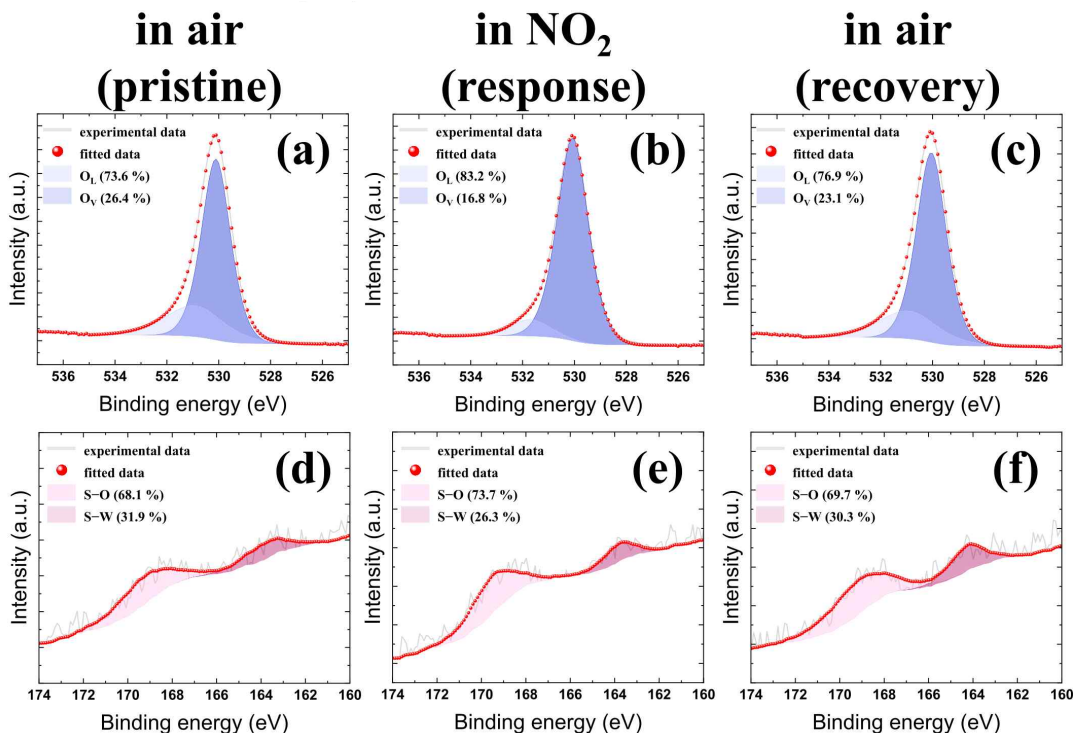 in air
(pristine)
in NO₂
(response)
in air
(recovery)
(a)
experimental data
fitted data
O_L (73.6 %)
O_V (26.4 %)
Intensity (a.u.)
536 534 532 530 528 526
Binding energy (eV)
(b)
experimental data
fitted data
O_L (83.2 %)
O_V (16.8 %)
Intensity (a.u.)
536 534 532 530 528 526
Binding energy (eV)
(c)
experimental data
fitted data
O_L (76.9 %)
O_V (23.1 %)
Intensity (a.u.)
536 534 532 530 528 526
Binding energy (eV)
(d)
experimental data
fitted data
S−O (68.1 %)
S−W (31.9 %)
Intensity (a.u.)
174 172 170 168 166 164 162 160
Binding energy (eV)
(e)
experimental data
fitted data
S−O (73.7 %)
S−W (26.3 %)
Intensity (a.u.)
174 172 170 168 166 164 162 160
Binding energy (eV)
(f)
experimental data
fitted data
S−O (69.7 %)
S−W (30.3 %)
Intensity (a.u.)
174 172 170 168 166 164 162 160
Binding energy (eV)